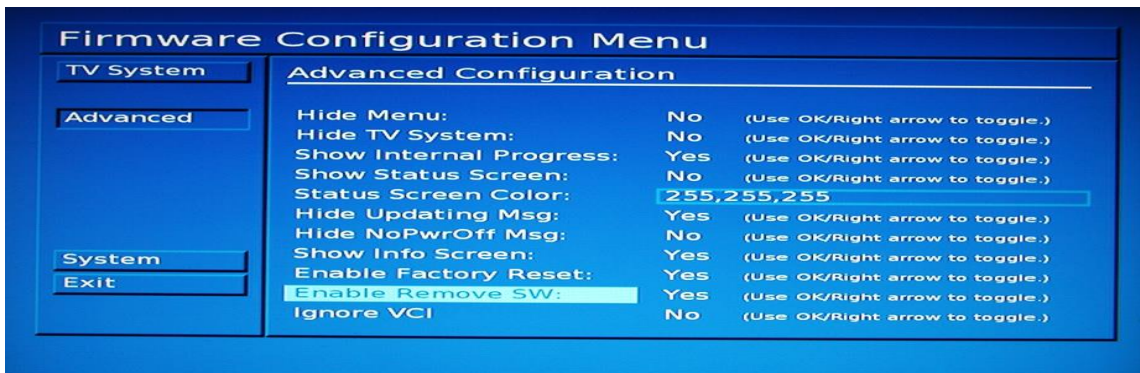 Firmware Configuration Menu
TV System
Advanced
System
Exit
Advanced Configuration
Hide Menu: No (Use OK/Right arrow to toggle.)
Hide TV System: No (Use OK/Right arrow to toggle.)
Show Internal Progress: Yes (Use OK/Right arrow to toggle.)
Show Status Screen: No (Use OK/Right arrow to toggle.)
Status Screen Color: 255,255,255
Hide Updating Msg: Yes (Use OK/Right arrow to toggle.)
Hide NoPwrOff Msg: No (Use OK/Right arrow to toggle.)
Show Info Screen: Yes (Use OK/Right arrow to toggle.)
Enable Factory Reset: Yes (Use OK/Right arrow to toggle.)
Enable Remove SW: Yes (Use OK/Right arrow to toggle.)
Ignore VCI No (Use OK/Right arrow to toggle.)